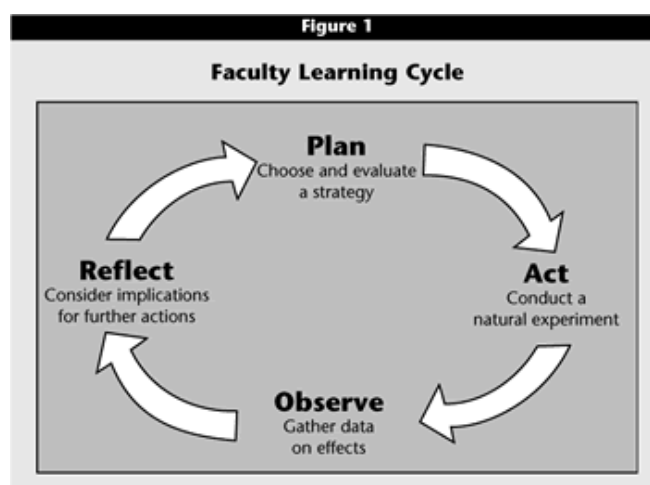 Figure 1
Faculty Learning Cycle
Plan
Choose and evaluate
a strategy
Act
Conduct a
natural experiment
Observe
Gather data
on effects
Reflect
Consider implications
for further actions